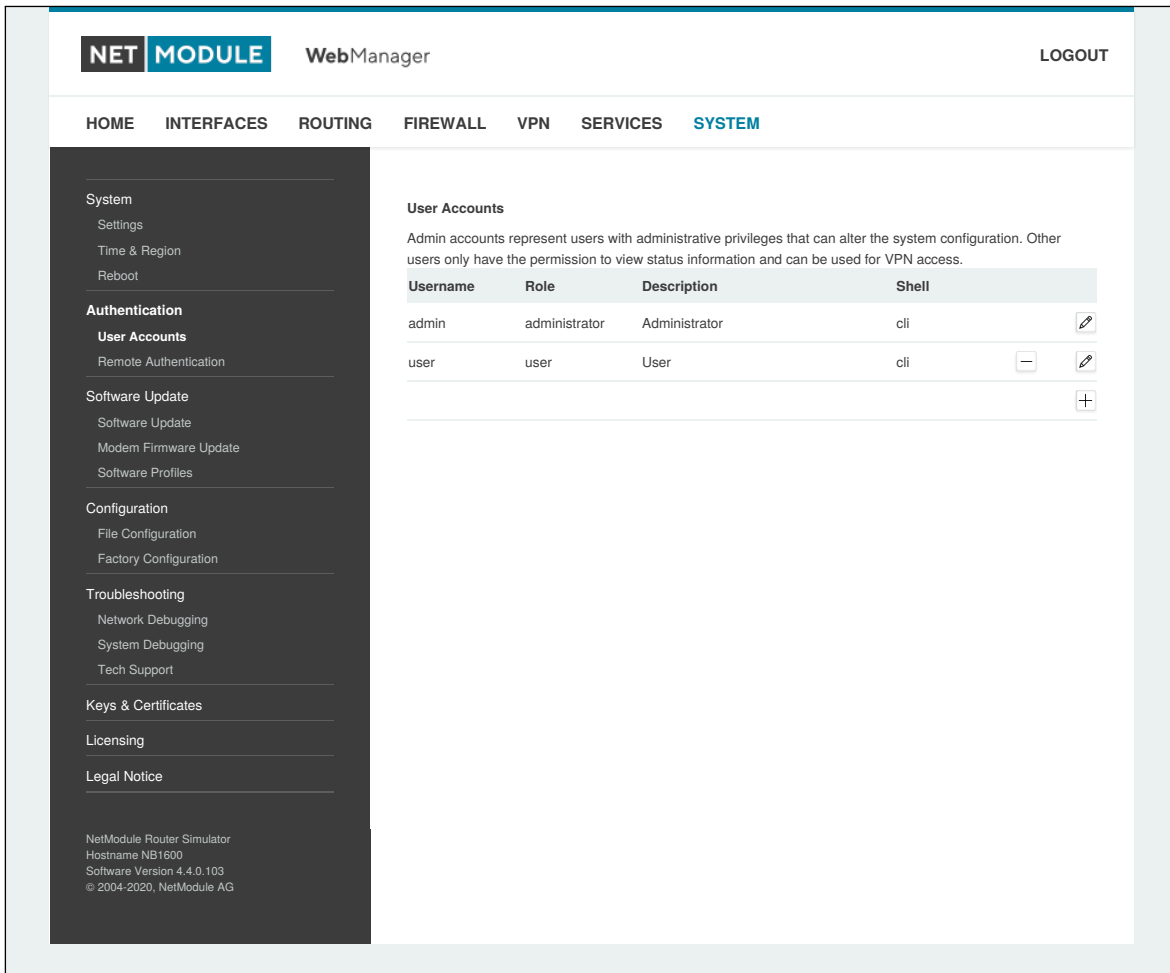 NET MODULE WebManager LOGOUT
HOME INTERFACES ROUTING FIREWALL VPN SERVICES SYSTEM
System
Settings
Time & Region
Reboot
Authentication
User Accounts
Remote Authentication
Software Update
Software Update
Modem Firmware Update
Software Profiles
Configuration
File Configuration
Factory Configuration
Troubleshooting
Network Debugging
System Debugging
Tech Support
Keys & Certificates
Licensing
Legal Notice
NetModule Router Simulator
Hostname NB1600
Software Version 4.4.0.103
© 2004-2020, NetModule AG
User Accounts
Admin accounts represent users with administrative privileges that can alter the system configuration. Other
users only have the permission to view status information and can be used for VPN access.
Username Role Description Shell
admin administrator Administrator cli
user user User cli